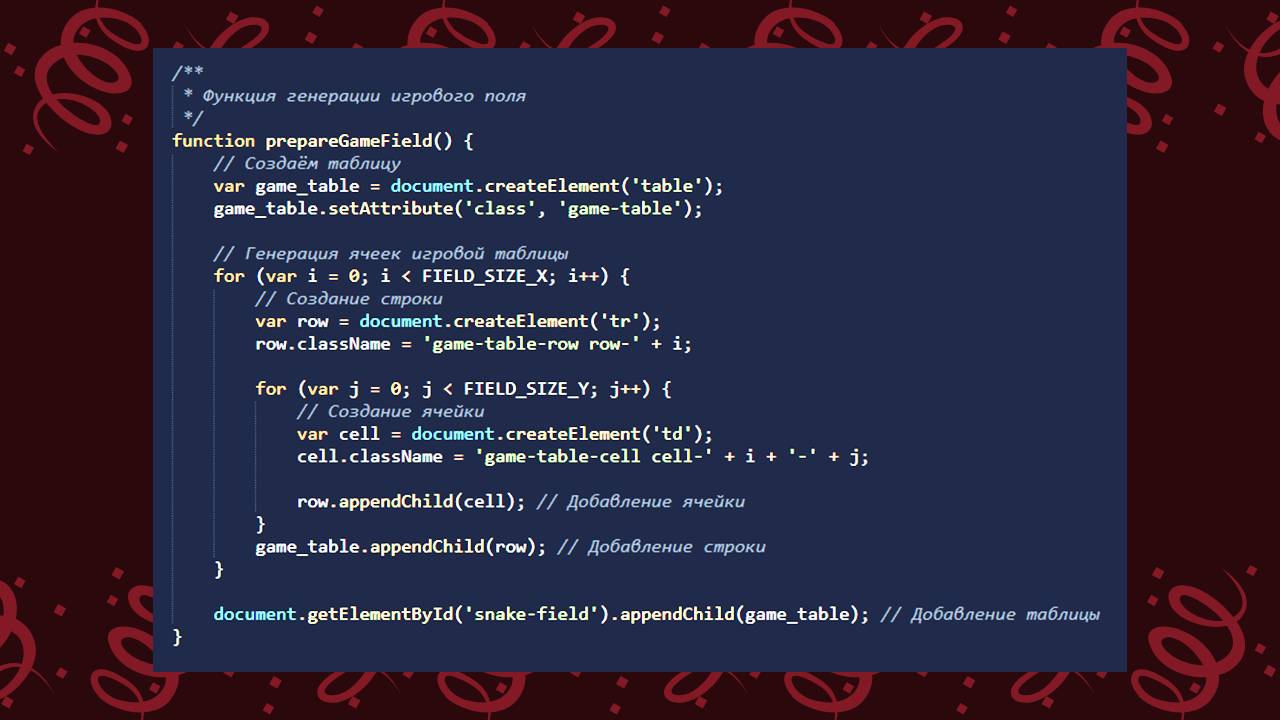 /**
 * Функция генерации игрового поля
 */
function prepareGameField() {
    // Создаём таблицу
    var game_table = document.createElement('table');
    game_table.setAttribute('class', 'game-table');

    // Генерация ячеек игровой таблицы
    for (var i = 0; i < FIELD_SIZE_X; i++) {
        // Создание строки
        var row = document.createElement('tr');
        row.className = 'game-table-row row-' + i;

        for (var j = 0; j < FIELD_SIZE_Y; j++) {
            // Создание ячейки
            var cell = document.createElement('td');
            cell.className = 'game-table-cell cell-' + i + '-' + j;

            row.appendChild(cell); // Добавление ячейки
        }
        game_table.appendChild(row); // Добавление строки
    }

    document.getElementById('snake-field').appendChild(game_table); // Добавление таблицы
}